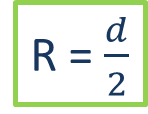 R = d/2